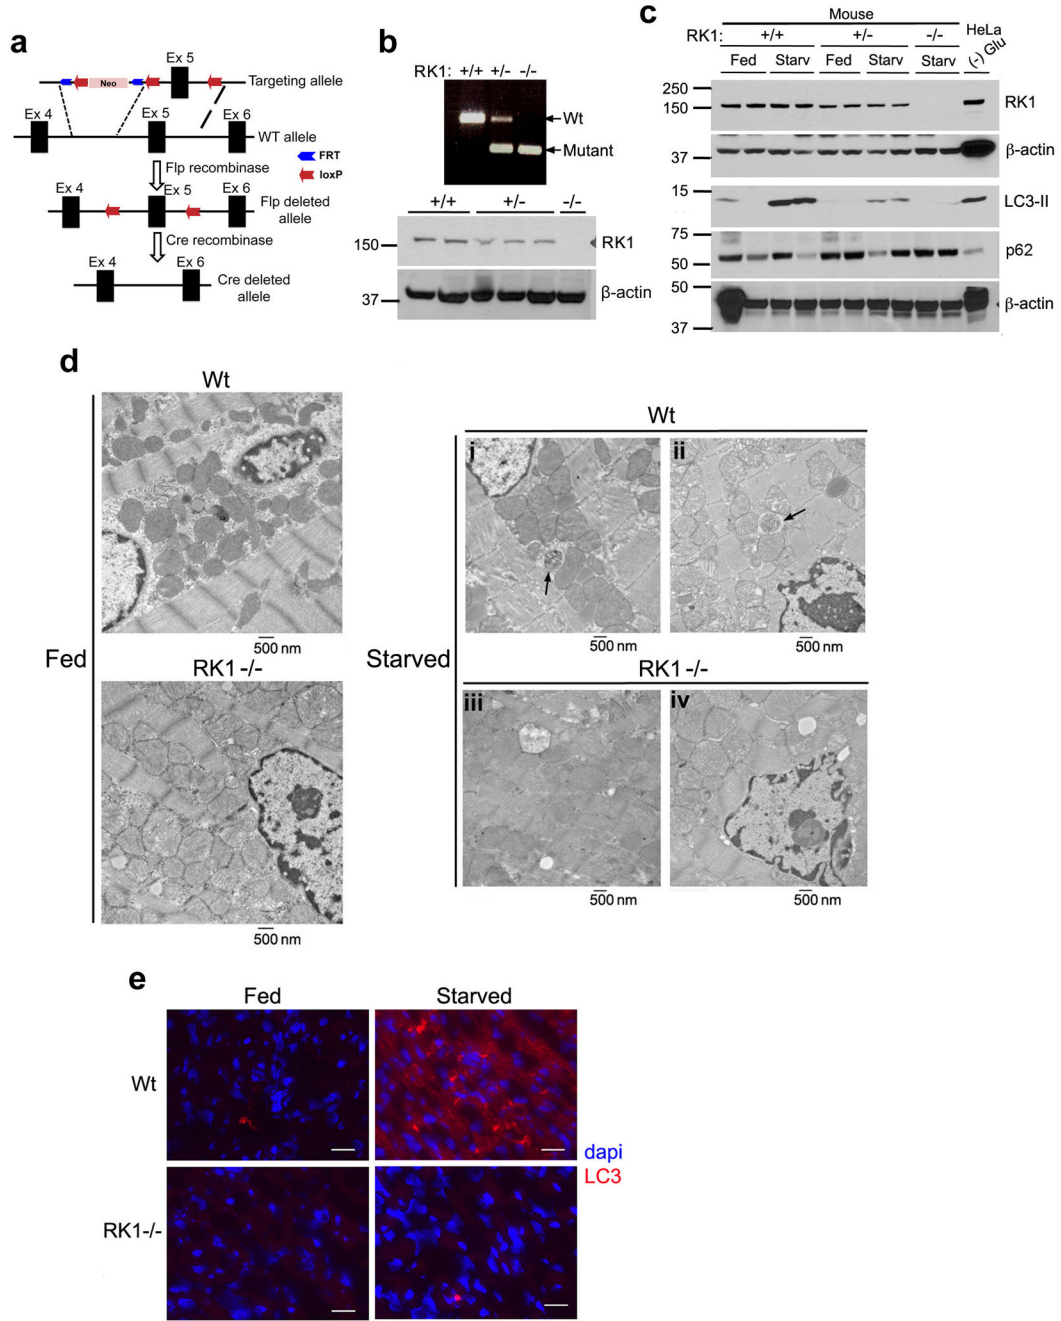 a
Ex 5
Neo
Targeting allele
Ex 4
Ex 5
Ex 6
WT allele
FRT
loxP
Flp recombinase
Ex 4
Ex 5
Ex 6
Flp deleted
allele
Cre recombinase
Ex 4
Ex 6
Cre deleted
allele
b
RK1: +/+ +/- -/-
Wt
Mutant
+/+ +/- -/-
150
RK1
37
β-actin
c
Mouse
RK1: +/+ +/- -/-
HeLa
(-) Glu
Fed Starv Fed Starv Starv
250
150
RK1
37
β-actin
15
LC3-II
75
50
p62
50
37
β-actin
d
Wt
500 nm
Fed
RK1 -/-
500 nm
Wt
i
ii
500 nm
500 nm
Starved
RK1 -/-
iii
iv
500 nm
500 nm
e
Fed
Starved
Wt
dapi
LC3
RK1-/-